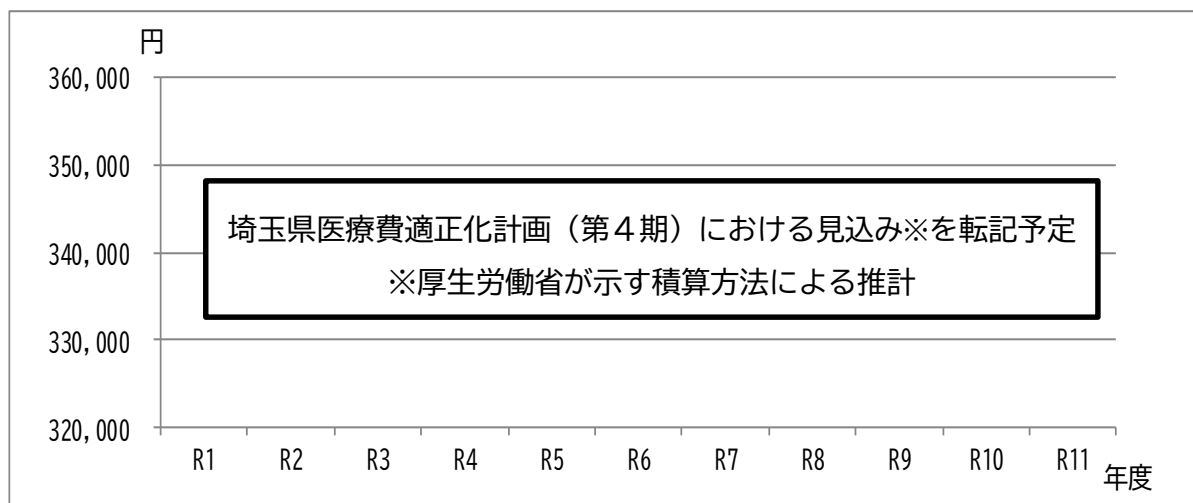 円
360,000
350,000
340,000
330,000
320,000
埼玉県医療費適正化計画（第４期）における見込み※を転記予定
※厚生労働省が示す積算方法による推計
R1 R2 R3 R4 R5 R6 R7 R8 R9 R10 R11
年度